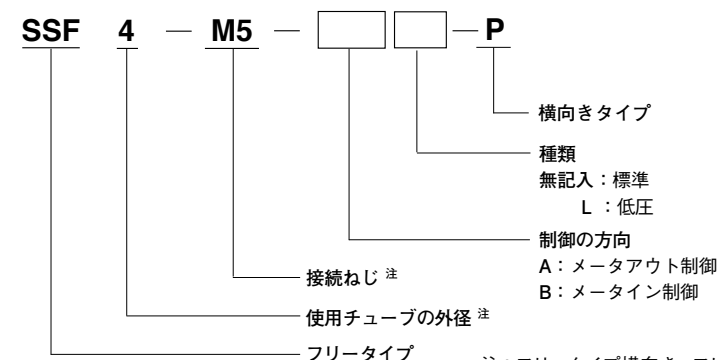 SSF 4 — M5 — — P
横向きタイプ
種類
無記入：標準
L ：低圧
制御の方向
A：メータアウト制御
B：メータイン制御
接続ねじ 注
使用チューブの外径 注
フリータイプ